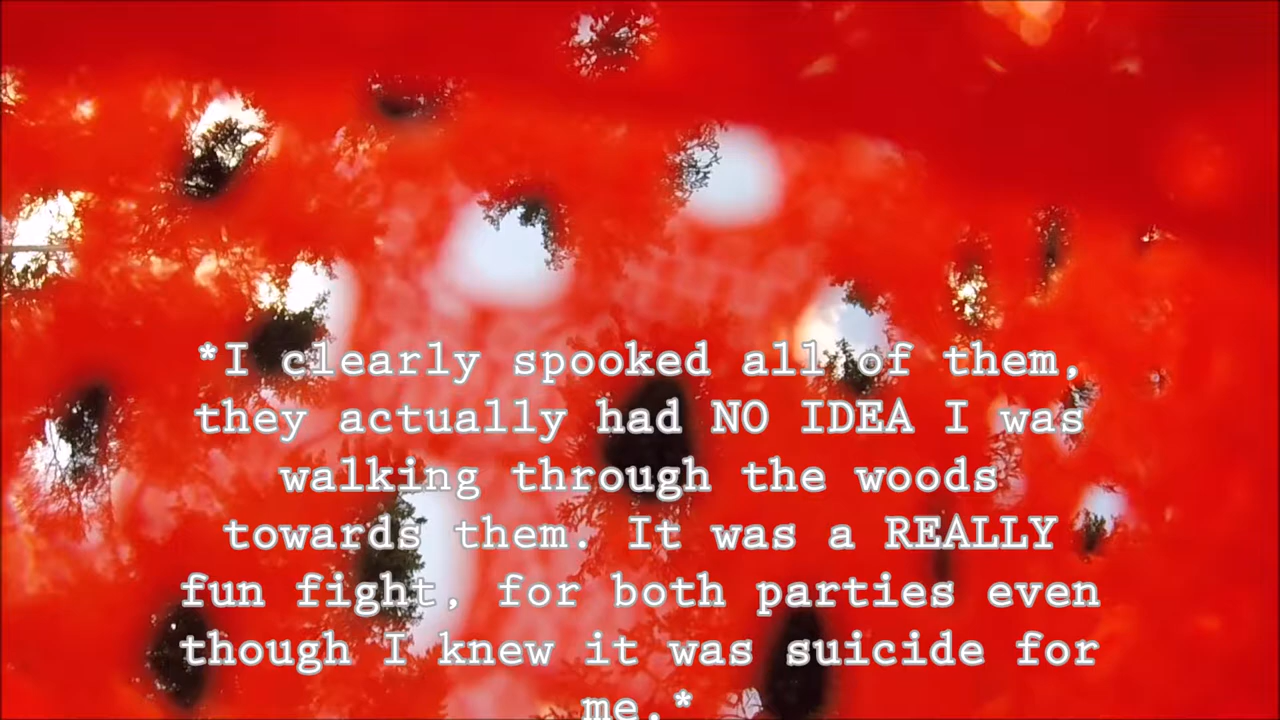 *I clearly spooked all of them,
they actually had NO IDEA I was
walking through the woods
towards them. It was a REALLY
fun fight, for both parties even
though I knew it was suicide for
me.*